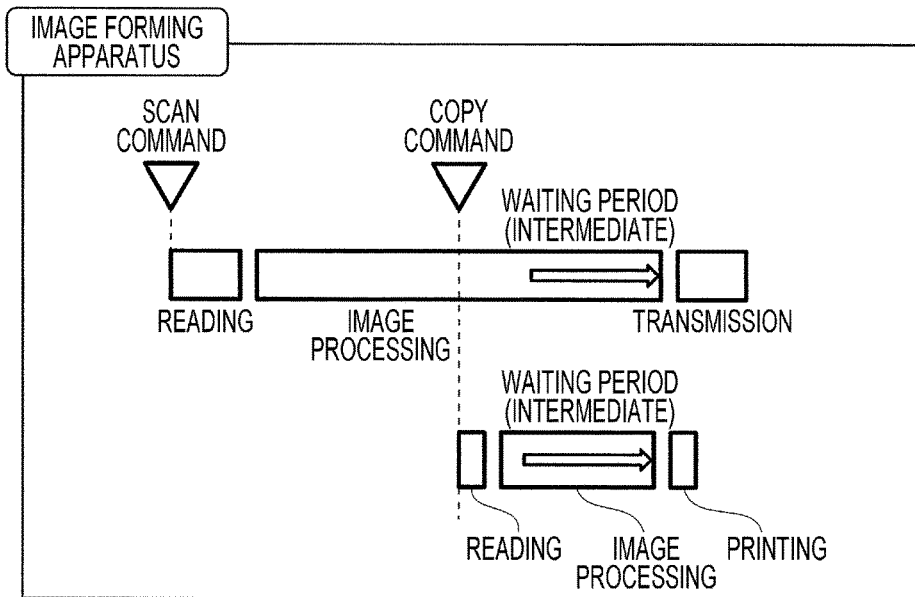 IMAGE FORMING
APPARATUS
SCAN
COMMAND
COPY
COMMAND
WAITING PERIOD
(INTERMEDIATE)
READING
IMAGE
PROCESSING
TRANSMISSION
WAITING PERIOD
(INTERMEDIATE)
READING
IMAGE
PROCESSING
PRINTING